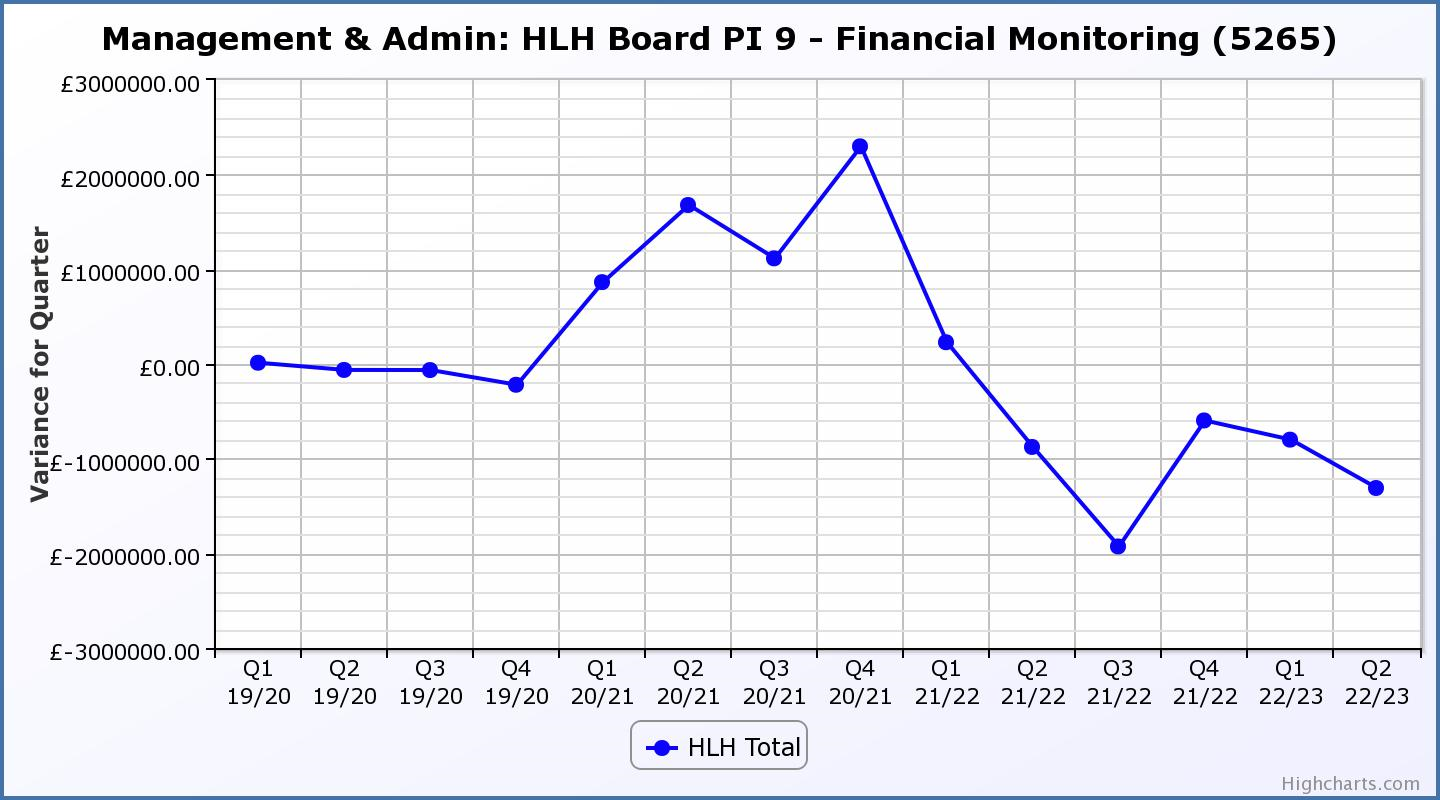 Management & Admin: HLH Board PI 9 - Financial Monitoring (5265)
Variance for Quarter
£3000000.00
£2000000.00
£1000000.00
£0.00
£-1000000.00
£-2000000.00
£-3000000.00
Q1 Q2 Q3 Q4 Q1 Q2 Q3 Q4 Q1 Q2 Q3 Q4 Q1 Q2
19/20 19/20 19/20 19/20 20/21 20/21 20/21 20/21 21/22 21/22 21/22 21/22 22/23 22/23
HLH Total
Highcharts.com